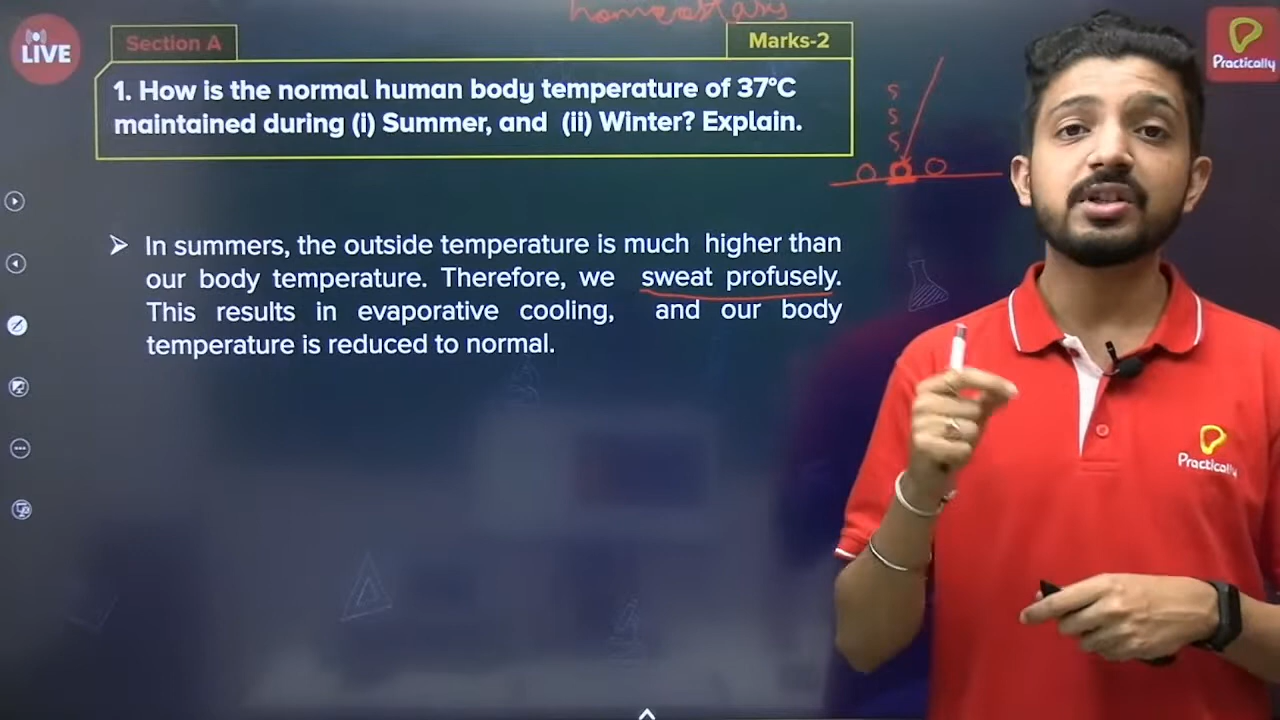 homeostasis
LIVE
Section A
Marks-2
Practically
1. How is the normal human body temperature of 37°C
maintained during (i) Summer, and (ii) Winter? Explain.
S
S
S
➢ In summers, the outside temperature is much higher than
our body temperature. Therefore, we sweat profusely.
This results in evaporative cooling, and our body
temperature is reduced to normal.
Practically